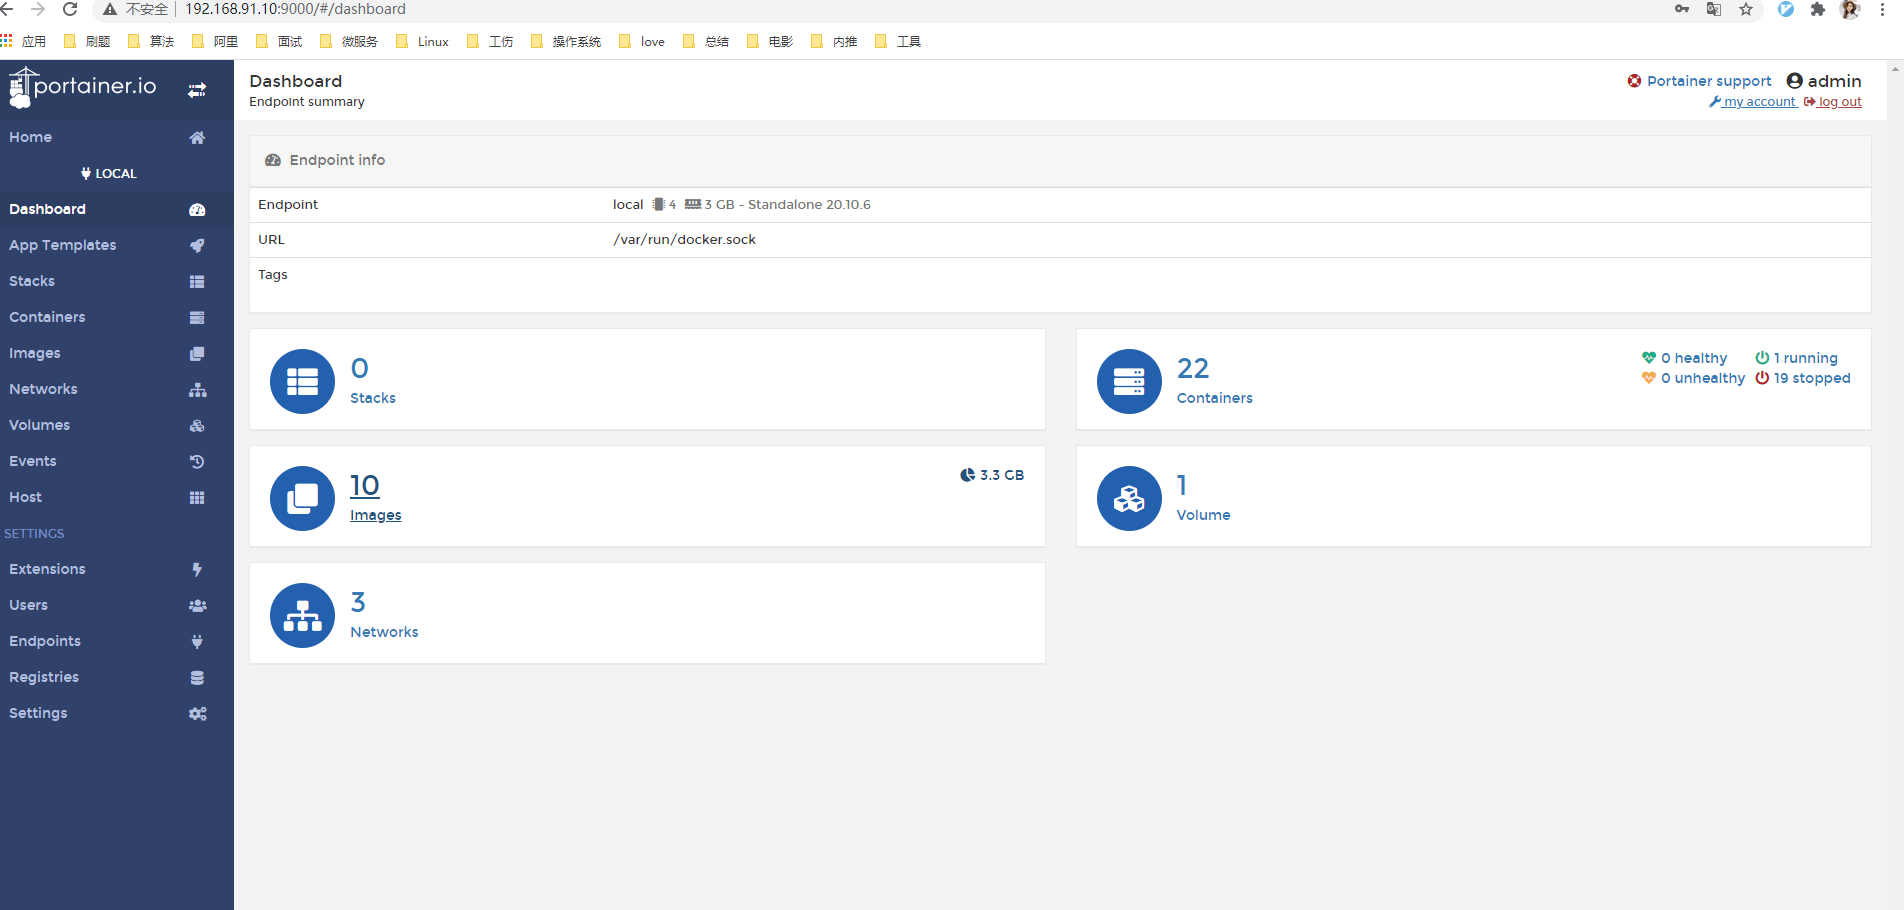 不安全 192.168.91.10:9000/#/dashboard
应用 刷题 算法 阿里 面试 微服务 Linux 工伤 操作系统 love 总结 电影 内推 工具
portainer.io
Home
LOCAL
Dashboard
App Templates
Stacks
Containers
Images
Networks
Volumes
Events
Host
SETTINGS
Extensions
Users
Endpoints
Registries
Settings
Dashboard
Endpoint summary
Portainer support admin
my account log out
Endpoint info
Endpoint local 4 3 GB - Standalone 20.10.6
URL /var/run/docker.sock
Tags
0
Stacks
22
Containers
0 healthy 1 running
0 unhealthy 19 stopped
10
Images
3.3 GB
1
Volume
3
Networks